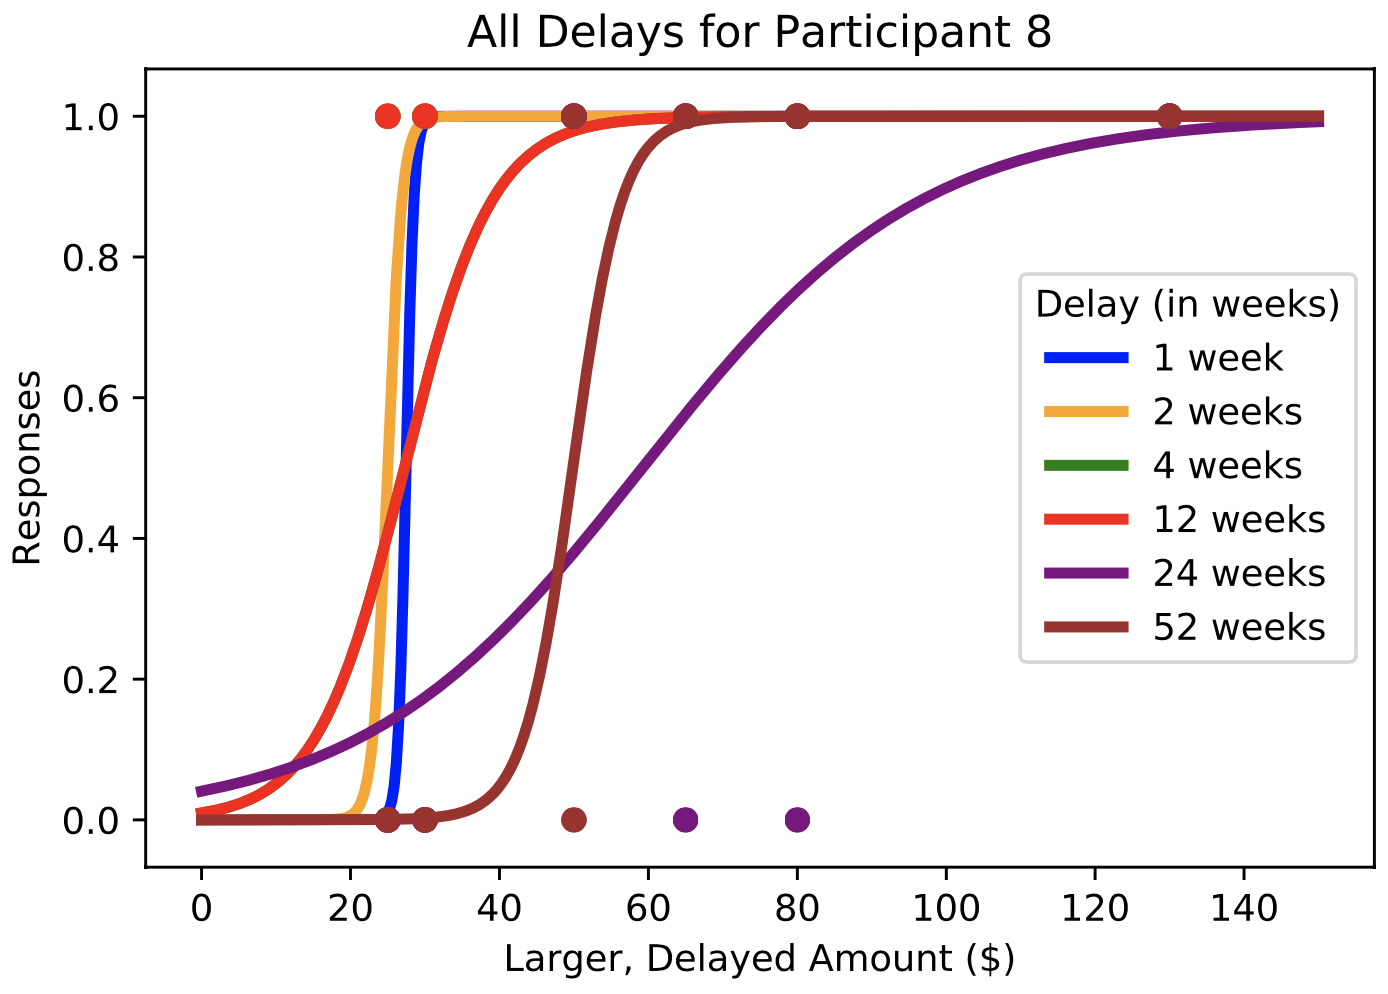 All Delays for Participant 8
1.0
0.8
0.6
0.4
0.2
0.0
Responses
Delay (in weeks)
1 week
2 weeks
4 weeks
12 weeks
24 weeks
52 weeks
0 20 40 60 80 100 120 140
Larger, Delayed Amount ($)